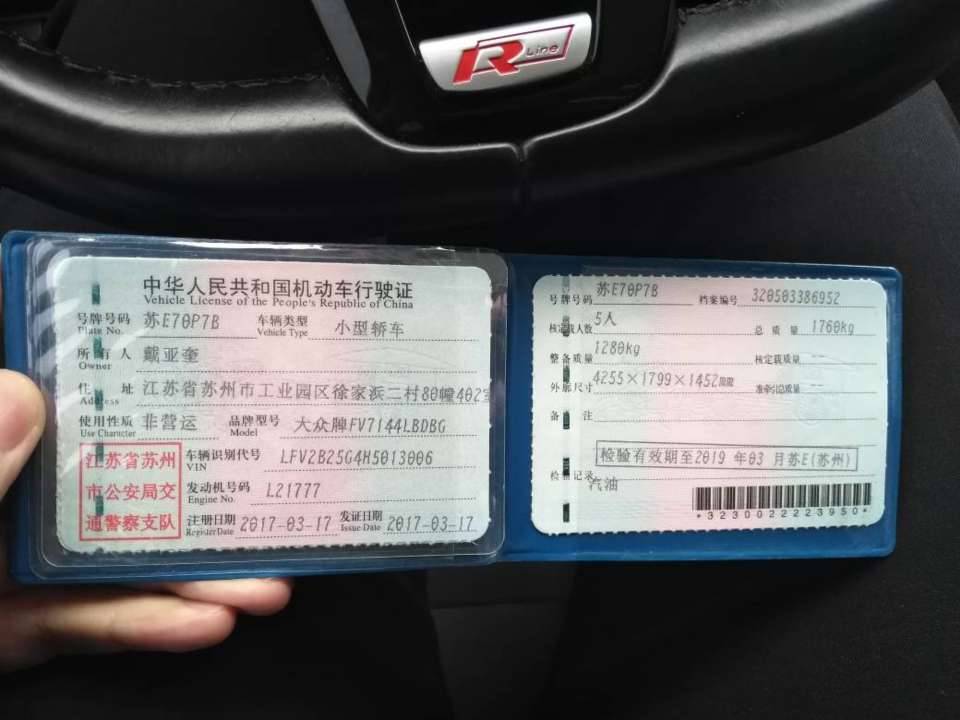 R Line
中华人民共和国机动车行驶证
Vehicle License of the People's Republic of China
号牌号码 苏E70P7B 车辆类型 小型轿车
Plate No. Vehicle Type
所有人 戴亚奎
Owner
住址 江苏省苏州市工业园区徐家浜二村80幢402室
Address
使用性质 非营运 品牌型号 大众牌FV7144LBDBG
Use Character Model
江苏省苏州
市公安局交
通警察支队
车辆识别代号 LFV2B25G4H5013006
VIN
发动机号码 L21777
Engine No.
注册日期 2017-03-17 发证日期 2017-03-17
Register Date Issue Date
号牌号码 苏E70P7B 档案编号 320503386952
核定载人数 5人 总质量 1760kg
整备质量 1280kg 核定载质量 --
外廓尺寸 4255×1799×1452mm 准牵引总质量 --
备注
检验有效期至2019年03月苏E(苏州)
检验记录
汽油
*3230022223950*